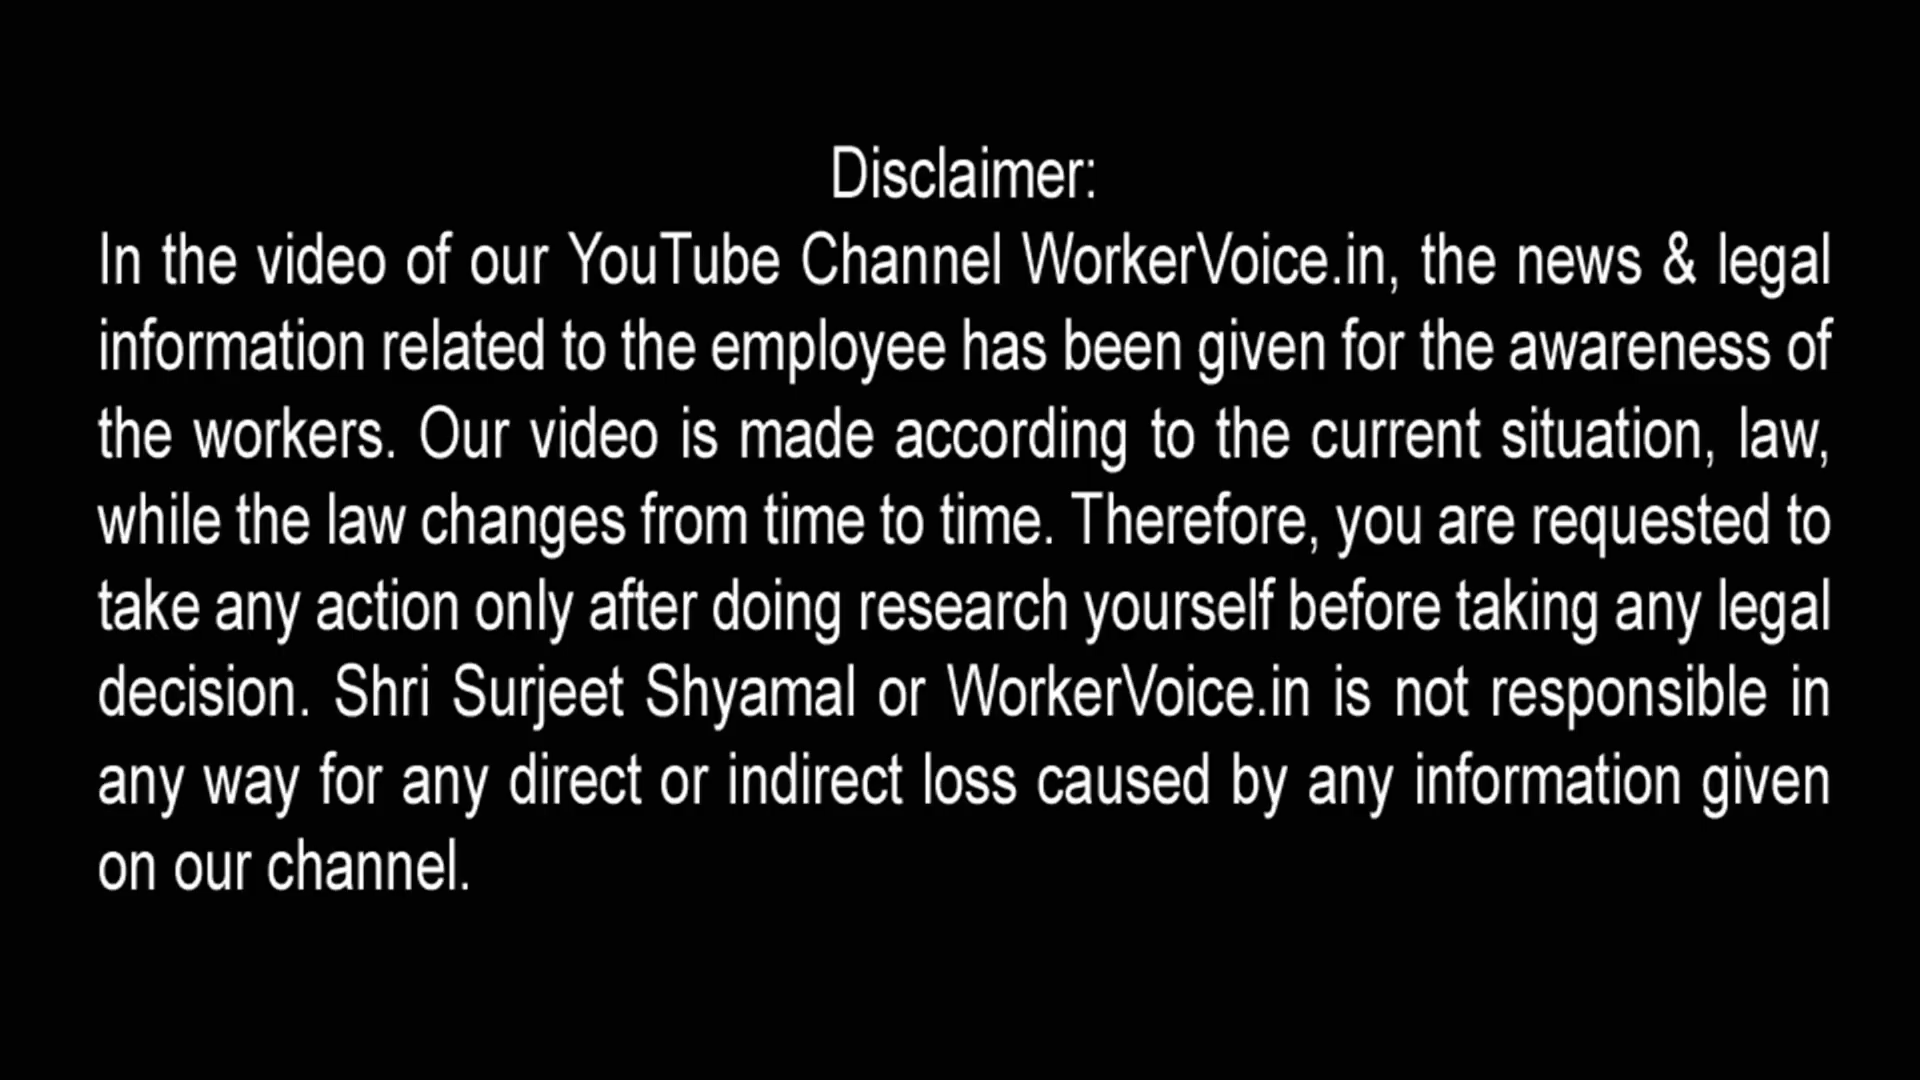 Disclaimer:
In the video of our YouTube Channel WorkerVoice.in, the news & legal
information related to the employee has been given for the awareness of
the workers. Our video is made according to the current situation, law,
while the law changes from time to time. Therefore, you are requested to
take any action only after doing research yourself before taking any legal
decision. Shri Surjeet Shyamal or WorkerVoice.in is not responsible in
any way for any direct or indirect loss caused by any information given
on our channel.